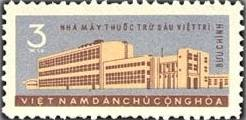 NHÀ MÁY THUỐC TRỪ SÂU VIỆT TRÌ
3
XU
BƯU CHÍNH
VIỆT NAM DÂN CHỦ CỘNG HÒA